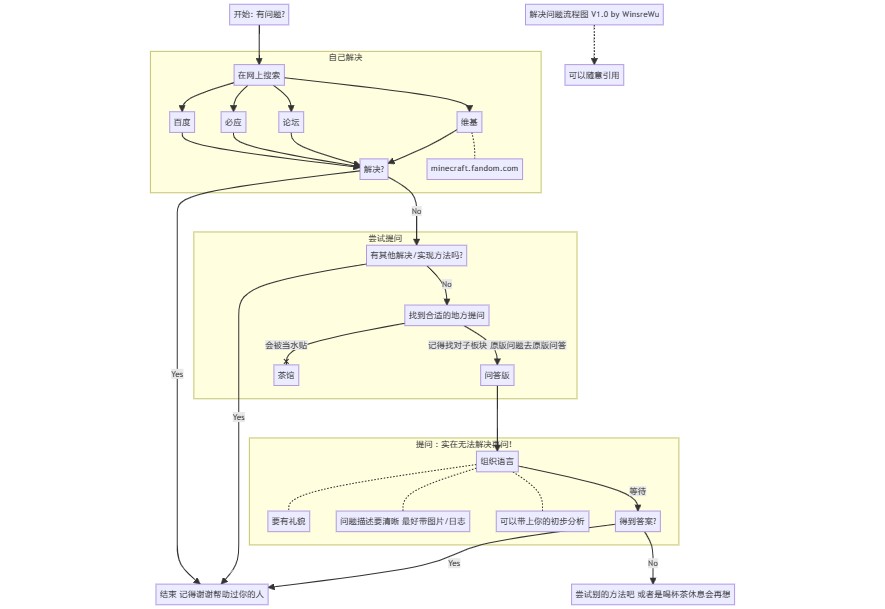 开始: 有问题?
解决问题流程图 V1.0 by WinsreWu
自己解决
在网上搜索
可以随意引用
百度
必应
论坛
维基
解决?
minecraft.fandom.com
No
尝试提问
有其他解决/实现方法吗?
No
找到合适的地方提问
会被当水贴
记得找对子板块 原版问题去原版问答
Yes
茶馆
问答版
Yes
提问：实在无法解决再问!
组织语言
等待
要有礼貌
问题描述要清晰 最好带图片/日志
可以带上你的初步分析
得到答案?
Yes
No
结束 记得谢谢帮助过你的人
尝试别的方法吧 或者是喝杯茶休息会再想